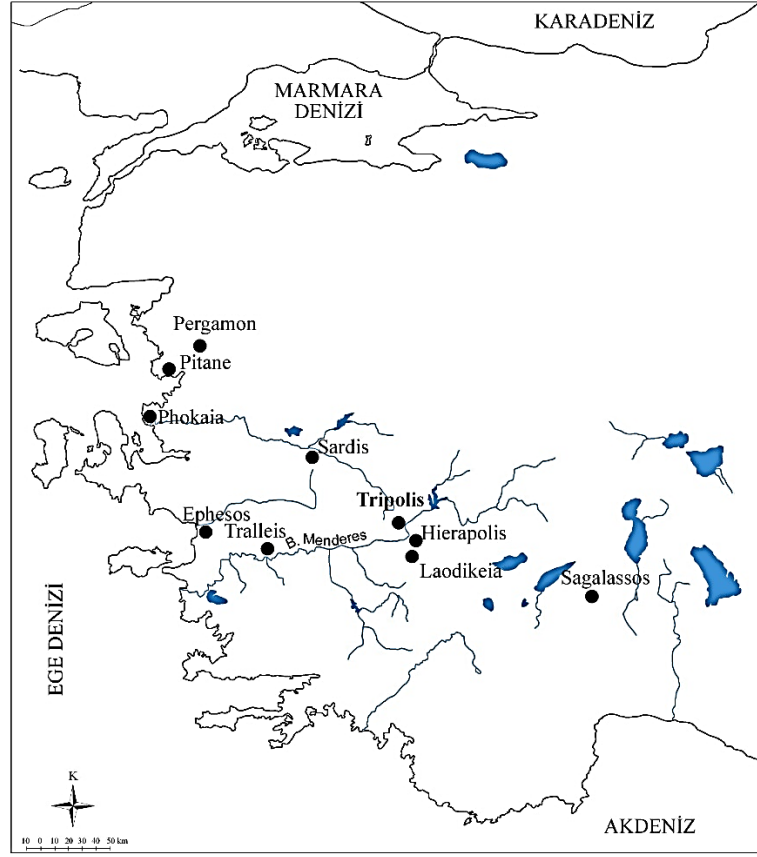 KARADENİZ
MARMARA
DENİZİ
Pergamon
Pitane
Phokaia
Sardis
Tripolis
Ephesos
Tralleis
B. Menderes
Hierapolis
Laodikeia
Sagalassos
EGE DENİZİ
K
10 0 10 20 30 40 50 km
AKDENİZ